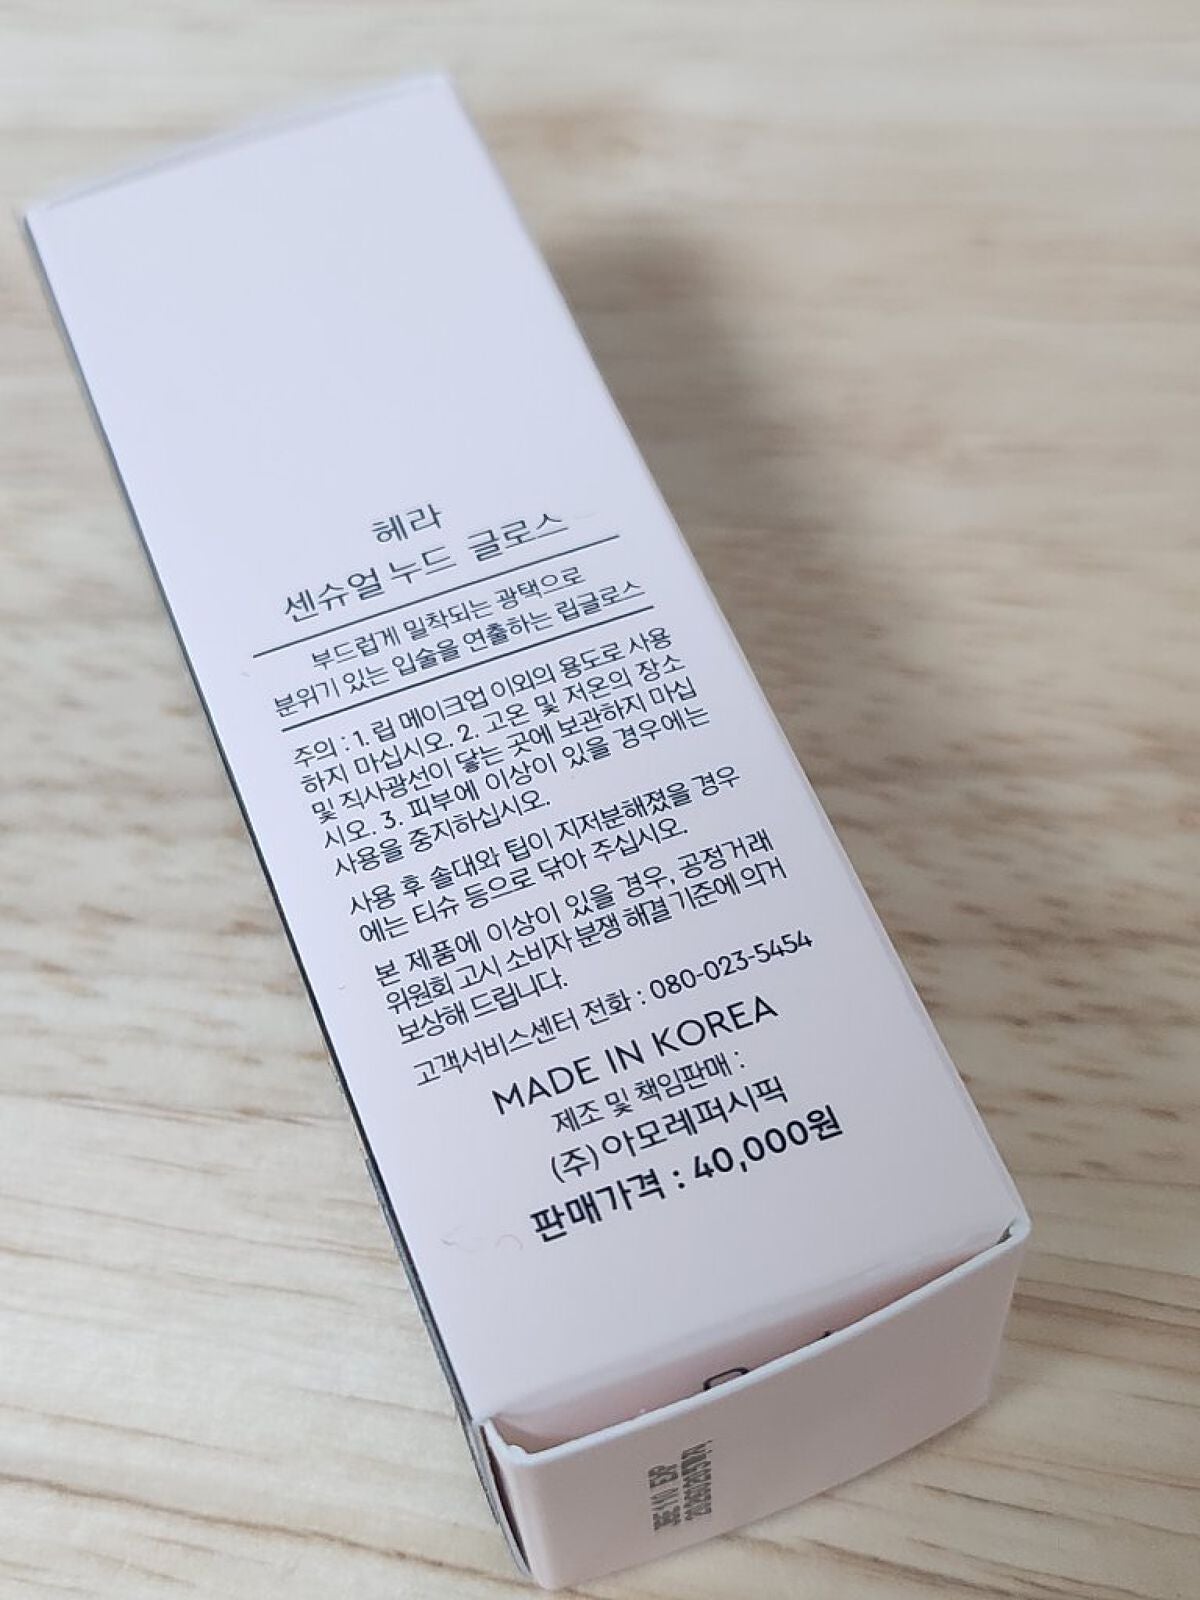 헤라
센슈얼 누드 글로스
부드럽게 밀착되는 광택으로
분위기 있는 입술을 연출하는 립글로스
주의 : 1. 립 메이크업 이외의 용도로 사용
하지 마십시오. 2. 고온 및 저온의 장소
및 직사광선이 닿는 곳에 보관하지 마십
시오. 3. 피부에 이상이 있을 경우에는
사용을 중지하십시오.
사용 후 솔대와 팁이 지저분해졌을 경우
에는 티슈 등으로 닦아 주십시오.
본 제품에 이상이 있을 경우, 공정거래
위원회 고시 소비자 분쟁 해결 기준에 의거
보상해 드립니다.
고객서비스센터 전화 : 080-023-5454
MADE IN KOREA
제조 및 책임판매 :
(주)아모레퍼시픽
판매가격 : 40,000원
EXP